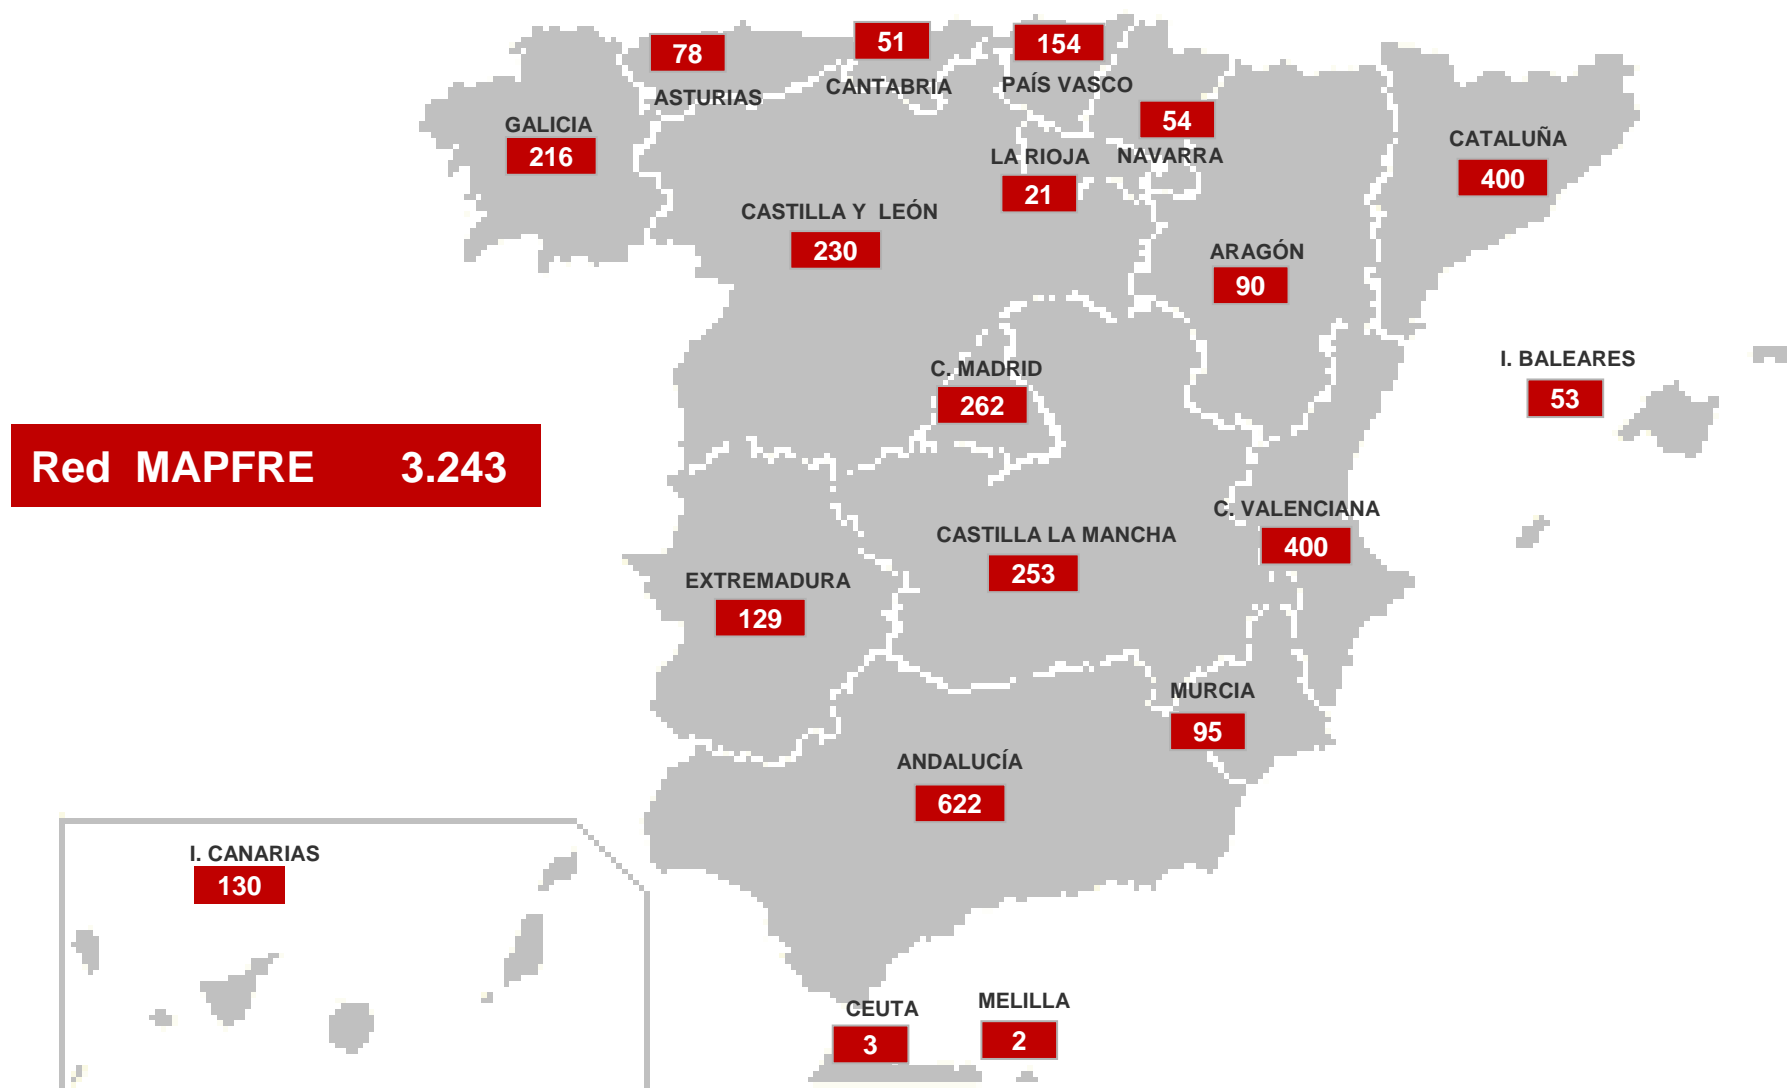 51
154
78
CANTABRIA
PAÍS VASCO
ASTURIAS
54
GALICIA
216
CATALUÑA
400
LA RIOJA
NAVARRA
21
CASTILLA Y  LEÓN
230
ARAGÓN
90
I. BALEARES
53
C. MADRID
262
Red  MAPFRE 3.243
C. VALENCIANA
400
CASTILLA LA MANCHA
253
EXTREMADURA
129
MURCIA
95
ANDALUCÍA
622
I. CANARIAS
130
CEUTA
3
MELILLA
2